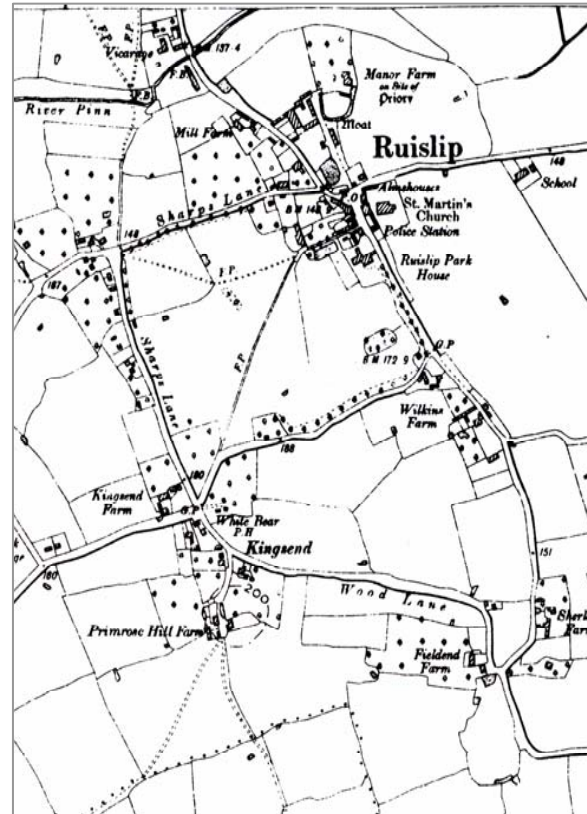 F.P.
F.P.
Vicarage
B M 137·4
F.B.
F.B.
River Pinn
Manor Farm
on Site of
Priory
Moat
Mill Farm
Ruislip
148
Almshouses
School
St. Martin's
Church
Police Station
Sharps Lane
B M 148
148
Ruislip Park
House
F.P.
187
F.P.
Sharps Lane
G.P
B M 172·9
Wilkins
Farm
188
180
Kingsend
Farm
G.P
White Bear
P.H
Kingsend
180
151
200
Wood Lane
Primrose Hill Farm
Fieldend
Farm